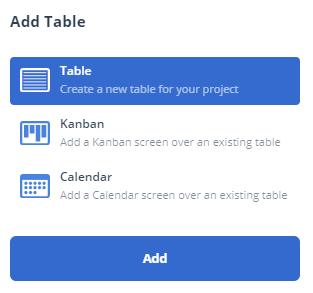 Add Table
Table
Create a new table for your project
Kanban
Add a Kanban screen over an existing table
Calendar
Add a Calendar screen over an existing table
Add